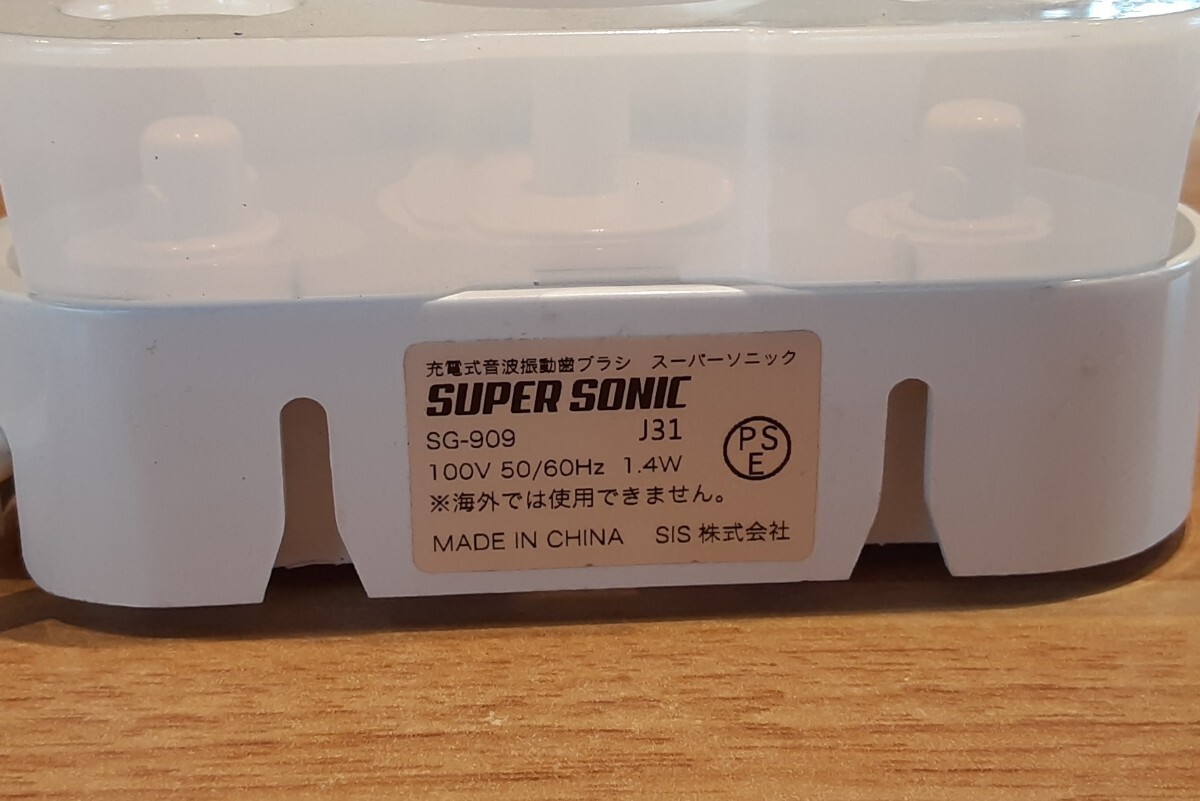 充電式音波振動歯ブラシ スーパーソニック
SUPER SONIC
SG-909 J31
PSE
100V 50/60Hz 1.4W
※海外では使用できません。
MADE IN CHINA SIS 株式会社